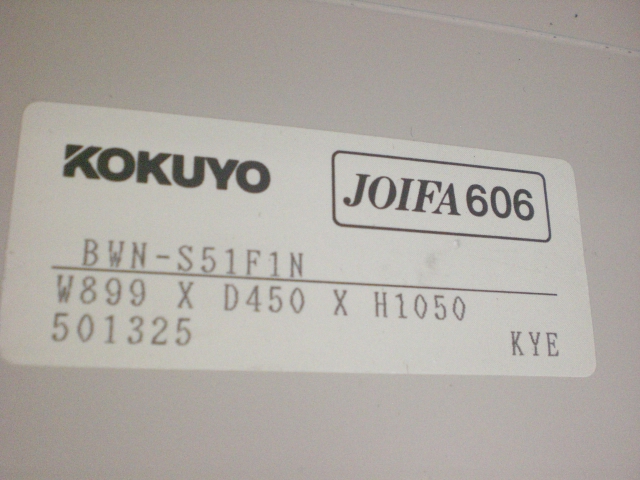 KOKUYO
JOIFA606
BWN-S51F1N
W899 X D450 X H1050
501325
KYE